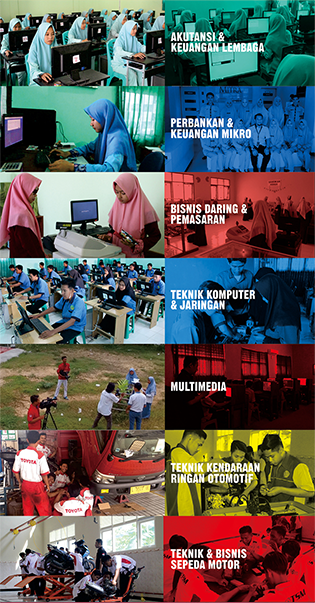 AKUTANSI &
KEUANGAN LEMBAGA
PERBANKAN &
KEUANGAN MIKRO
BISNIS DARING &
PEMASARAN
TEKNIK KOMPUTER
& JARINGAN
MULTIMEDIA
TEKNIK KENDARAAN
RINGAN OTOMOTIF
TOYOTA
TOYOTA
TEKNIK & BISNIS
SEPEDA MOTOR